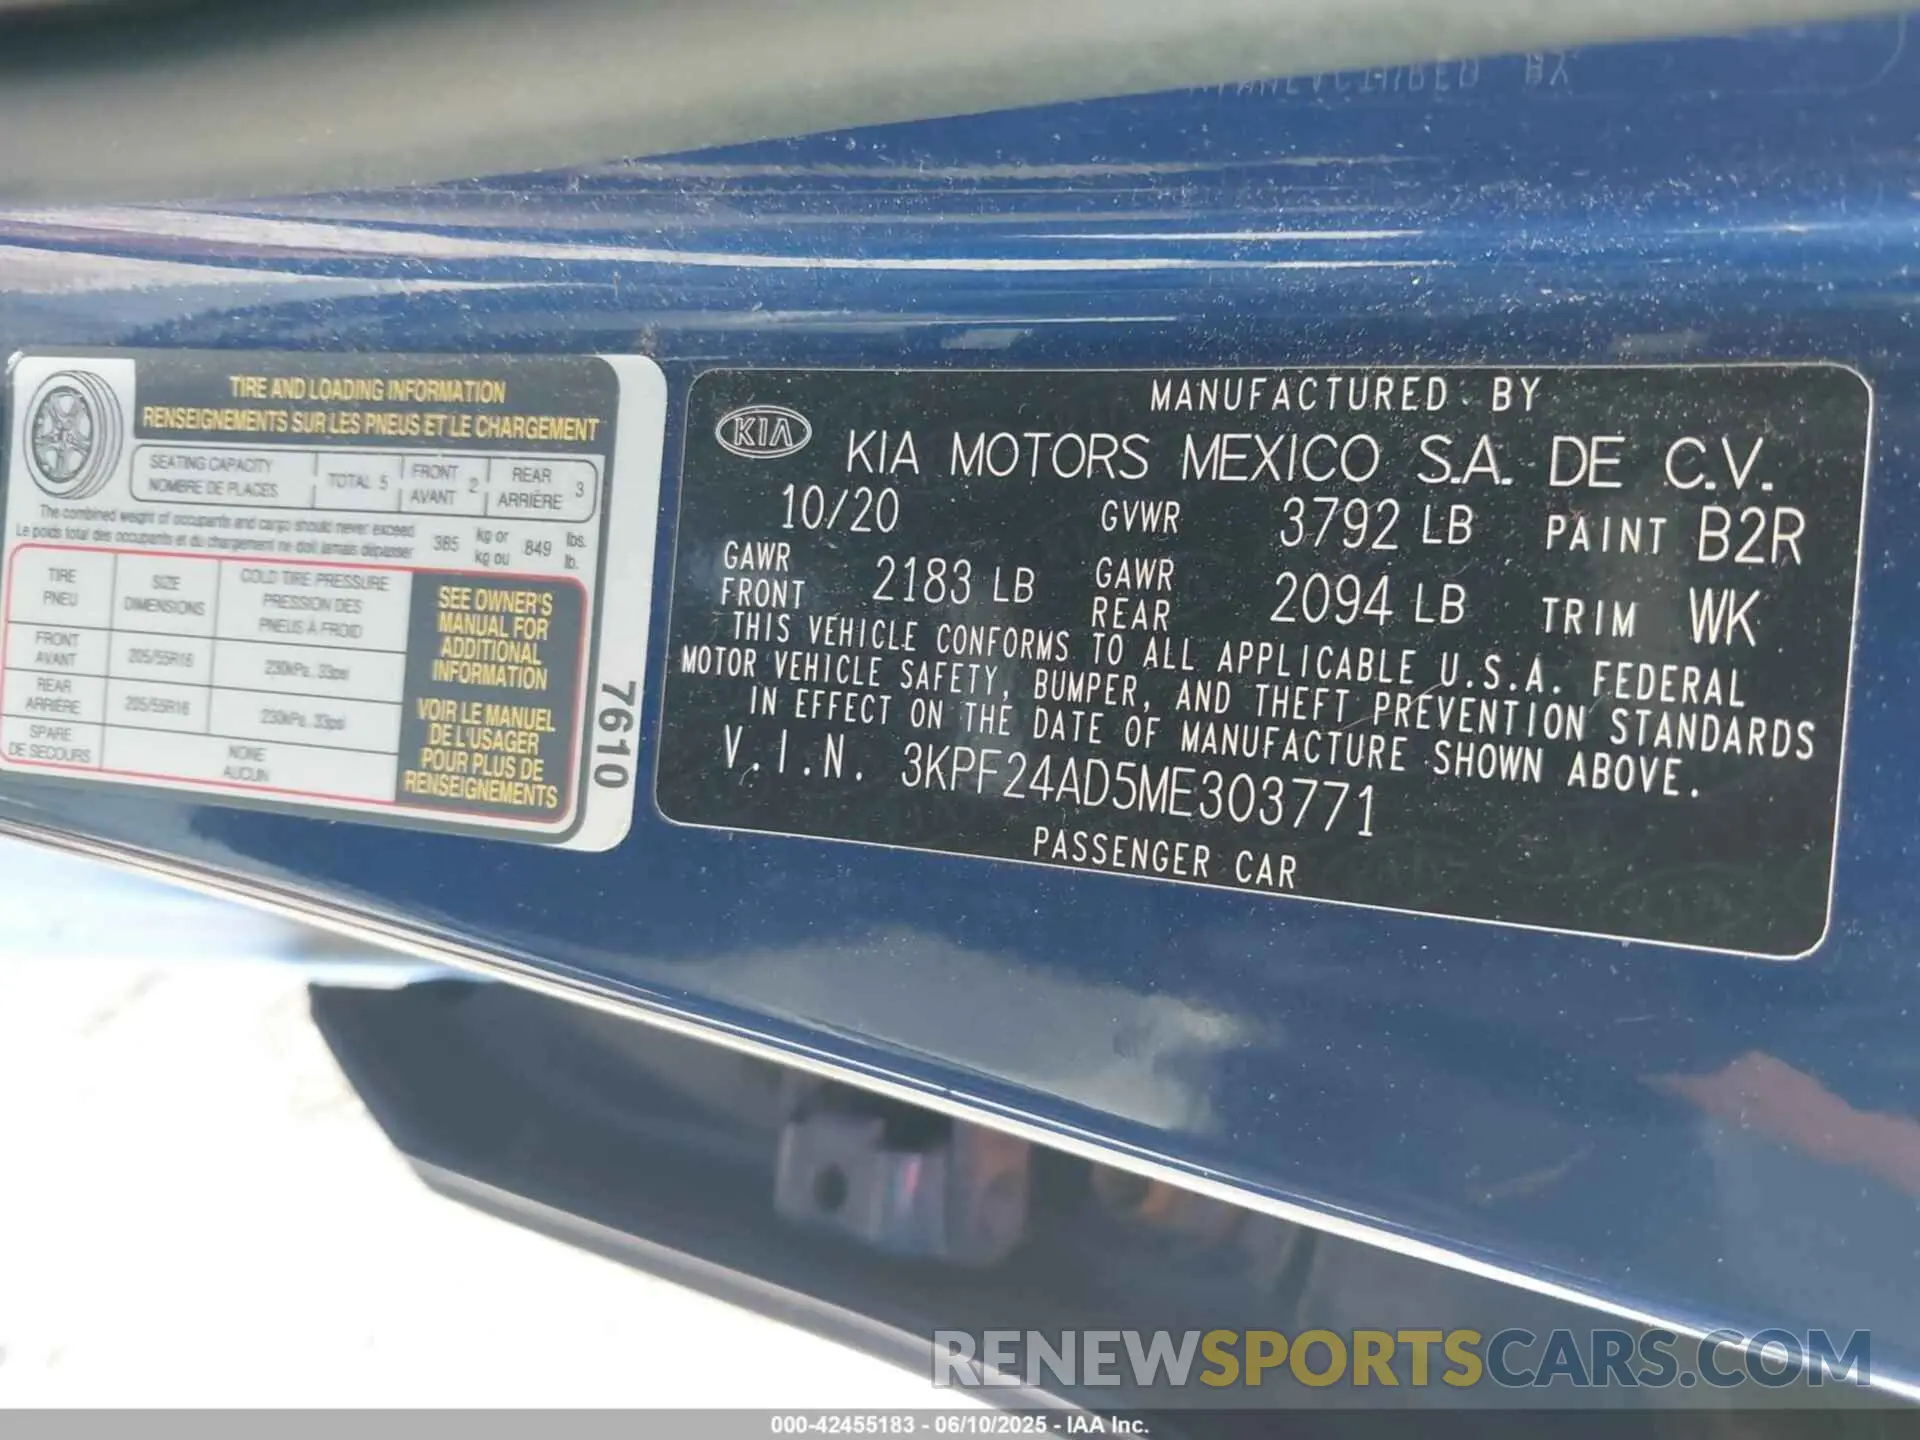 TIRE AND LOADING INFORMATION
RENSEIGNEMENTS SUR LES PNEUS ET LE CHARGEMENT
SEATING CAPACITY
NOMBRE DE PLACES
TOTAL 5
FRONT
AVANT
2
REAR
ARRIÈRE
3
The combined weight of occupants and cargo should never exceed
Le poids total des occupants et du chargement ne doit jamais dépasser
385
kg or
kg ou
849
lbs.
lb.
TIRE
PNEU
SIZE
DIMENSIONS
COLD TIRE PRESSURE
PRESSION DES
PNEUS À FROID
FRONT
AVANT
205/55R16
230kPa, 33psi
REAR
ARRIÈRE
205/55R16
230kPa, 33psi
SPARE
DE SECOURS
NONE
AUCUN
SEE OWNER'S
MANUAL FOR
ADDITIONAL
INFORMATION
VOIR LE MANUEL
DE L'USAGER
POUR PLUS DE
RENSEIGNEMENTS
7610
MANUFACTURED BY
KIA
KIA MOTORS MEXICO S.A. DE C.V.
10/20 GVWR 3792 LB PAINT B2R
GAWR
FRONT
2183 LB
GAWR
REAR
2094 LB TRIM WK
THIS VEHICLE CONFORMS TO ALL APPLICABLE U.S.A. FEDERAL
MOTOR VEHICLE SAFETY, BUMPER, AND THEFT PREVENTION STANDARDS
IN EFFECT ON THE DATE OF MANUFACTURE SHOWN ABOVE.
V.I.N. 3KPF24AD5ME303771
PASSENGER CAR
RENEWSPORTSCARS.COM
000-42455183 - 06/10/2025 - IAA Inc.